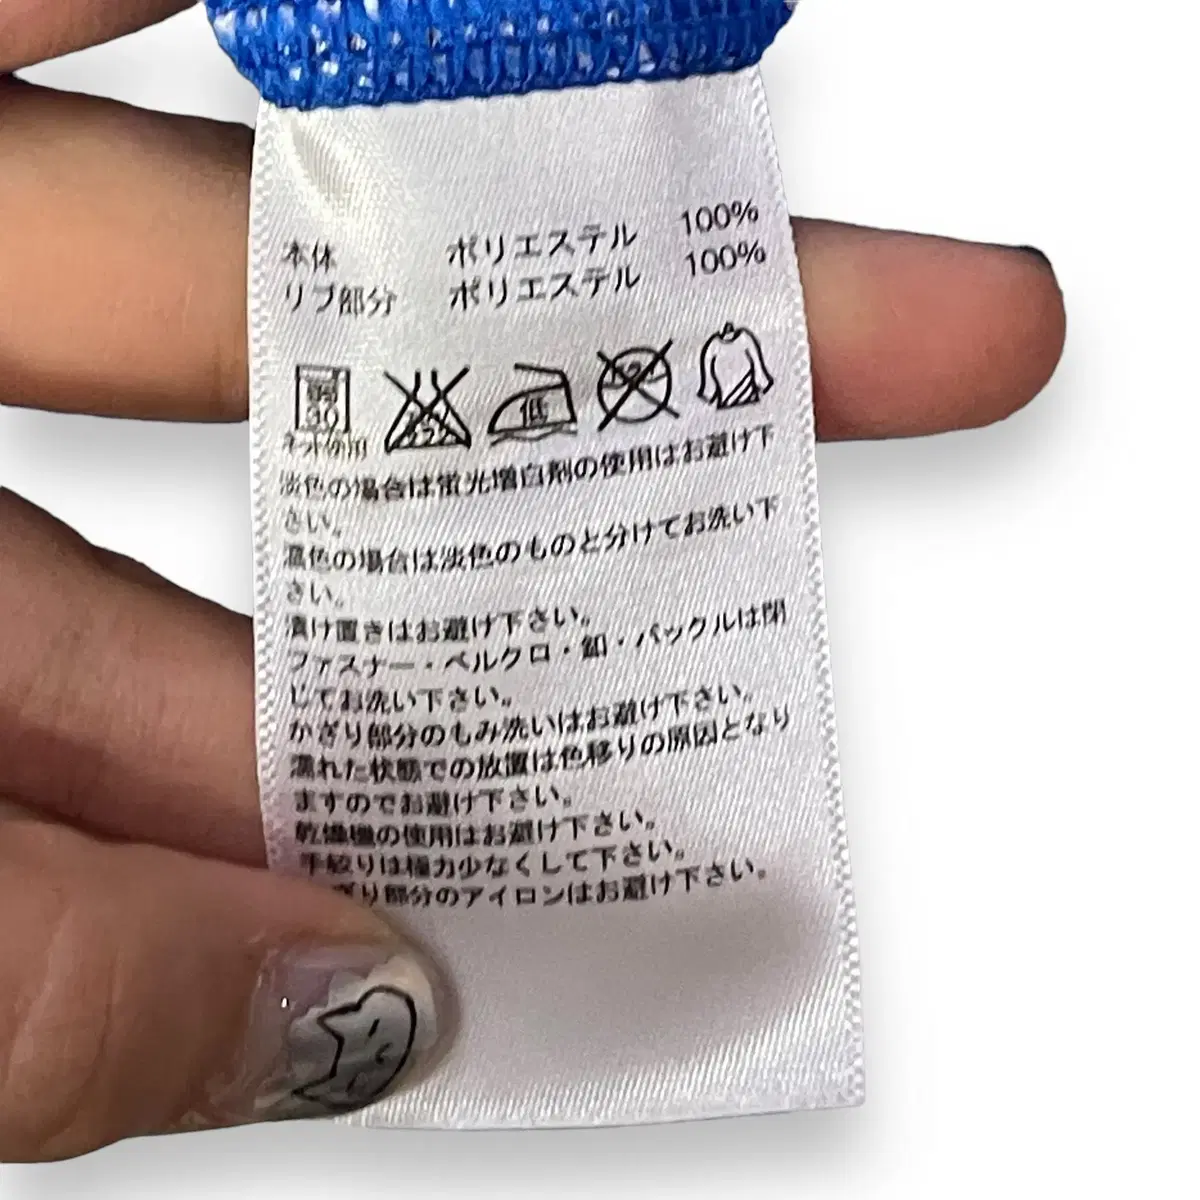 本体 ポリエステル 100%
リブ部分 ポリエステル 100%
ネット使用
低
淡色の場合は蛍光増白剤の使用はお避け下
さい。
濃色の場合は淡色のものと分けてお洗い下
さい。
漬け置きはお避け下さい。
ファスナー・ベルクロ・釦・バックルは閉
じてお洗い下さい。
かざり部分のもみ洗いはお避け下さい。
濡れた状態での放置は色移りの原因となり
ますのでお避け下さい。
乾燥機の使用はお避け下さい。
手絞りは極力少なくして下さい。
ざり部分のアイロンはお避け下さい。